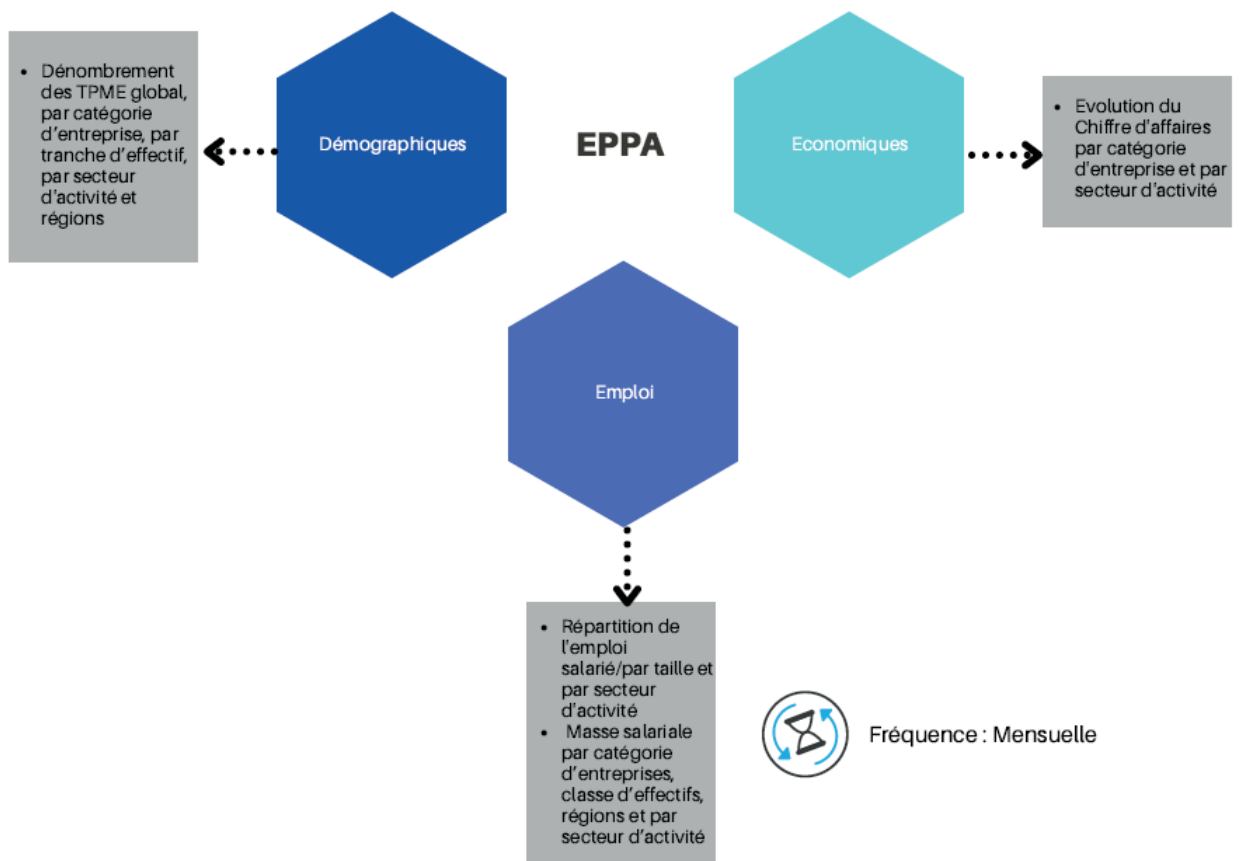 • Dénombrement
des TPME global,
par catégorie
d’entreprise, par
tranche d’effectif,
par secteur
d’activité et
régions
Démographiques
EPPA
Economiques
• Evolution du
Chiffre d'affaires
par catégorie
d'entreprise et par
secteur d'activité
Emploi
• Répartition de
l'emploi
salarié/par taille et
par secteur
d'activité
• Masse salariale
par catégorie
d’entreprises,
classe d’effectifs,
régions et par
secteur d’activité
Fréquence : Mensuelle